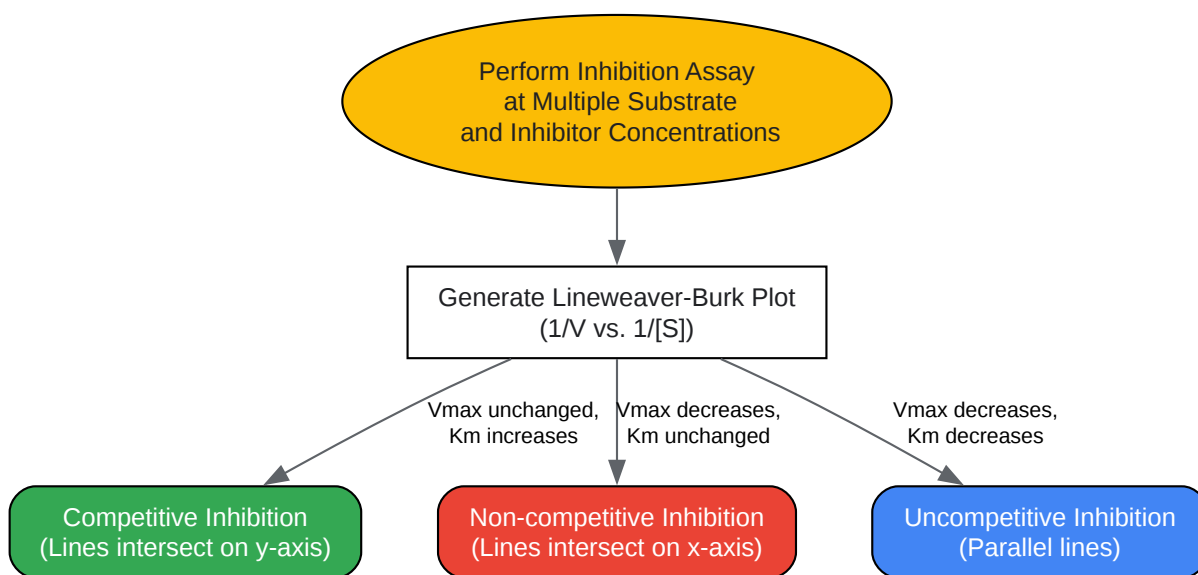 Perform Inhibition Assay
at Multiple Substrate
and Inhibitor Concentrations
Generate Lineweaver-Burk Plot
(1/V vs. 1/[S])
Vmax unchanged,
Km increases
Vmax decreases,
Km unchanged
Vmax decreases,
Km decreases
Competitive Inhibition
(Lines intersect on y-axis)
Non-competitive Inhibition
(Lines intersect on x-axis)
Uncompetitive Inhibition
(Parallel lines)